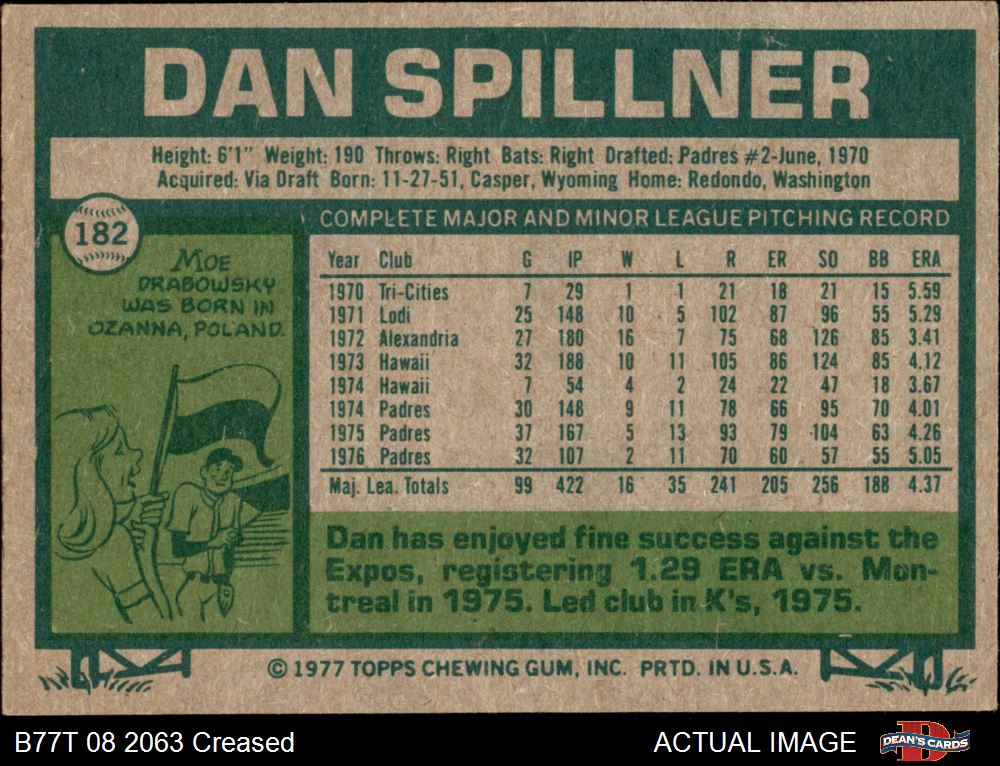 DAN SPILLNER
Height: 6'1" Weight: 190 Throws: Right Bats: Right Drafted: Padres #2-June, 1970
Acquired: Via Draft Born: 11-27-51, Casper, Wyoming Home: Redondo, Washington
182
MOE
DRABOWSKY
WAS BORN IN
OZANNA, POLAND.
COMPLETE MAJOR AND MINOR LEAGUE PITCHING RECORD
Year Club G IP W L R ER SO BB ERA
1970 Tri-Cities 7 29 1 1 21 18 21 15 5.59
1971 Lodi 25 148 10 5 102 87 96 55 5.29
1972 Alexandria 27 180 16 7 75 68 126 85 3.41
1973 Hawaii 32 188 10 11 105 86 124 85 4.12
1974 Hawaii 7 54 4 2 24 22 47 18 3.67
1974 Padres 30 148 9 11 78 66 95 70 4.01
1975 Padres 37 167 5 13 93 79 104 63 4.26
1976 Padres 32 107 2 11 70 60 57 55 5.05
Maj. Lea. Totals 99 422 16 35 241 205 256 188 4.37
Dan has enjoyed fine success against the
Expos, registering 1.29 ERA vs. Mon-
treal in 1975. Led club in K's, 1975.
© 1977 TOPPS CHEWING GUM, INC. PRTD. IN U.S.A.
B77T 08 2063 Creased
ACTUAL IMAGE
DEAN'S CARDS